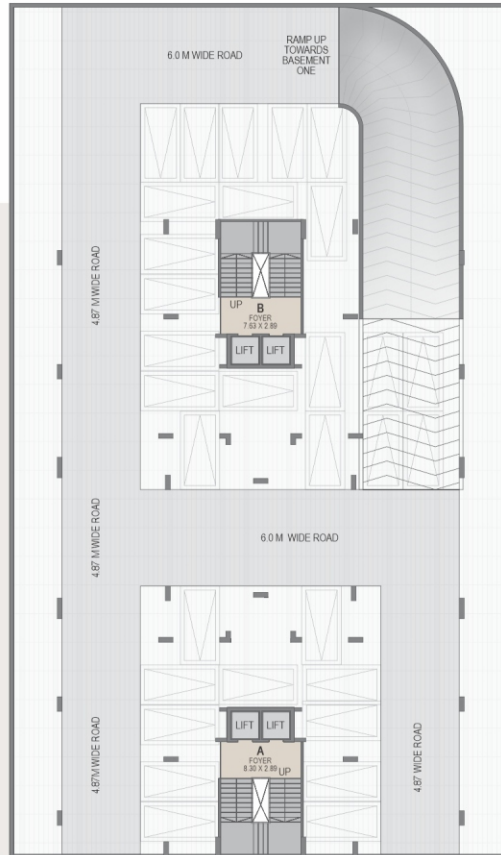 RAMP UP
TOWARDS
BASEMENT
ONE
6.0 M WIDE ROAD
4.87 M WIDE ROAD
UP
B
FOYER
7.63 X 2.89
LIFT LIFT
4.87 M WIDE ROAD
6.0 M WIDE ROAD
4.87M WIDE ROAD
LIFT LIFT
A
FOYER
8.30 X 2.89
UP
4.87 WIDE ROAD